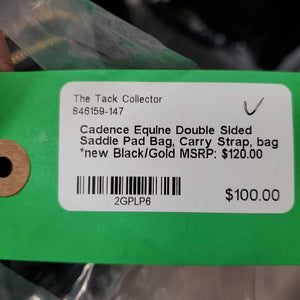 The Tack Collector
846159-147
Cadence Equine Double Sided
Saddle Pad Bag, Carry Strap, bag
*new Black/Gold MSRP: $120.00
2GPLP6
$100.00